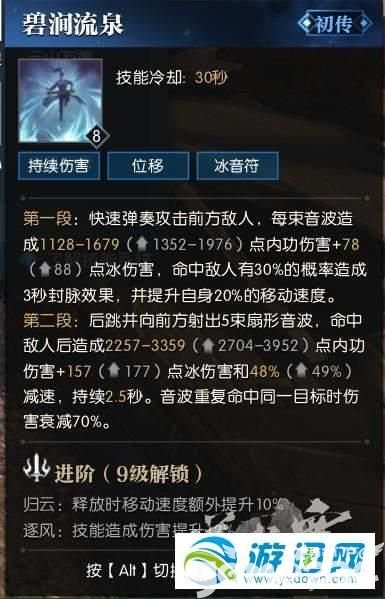 碧涧流泉
初传
技能冷却: 30秒
8
持续伤害 位移 冰音符
第一段：快速弹奏攻击前方敌人，每束音波造
成1128-1679（1352-1976）点内功伤害+78
（88）点冰伤害，命中敌人有30%的概率造成
3秒封脉效果，并提升自身20%的移动速度。
第二段：后跳并向前方射出5束扇形音波，命中
敌人后造成2257-3359（2704-3952）点内功
伤害+157（177）点冰伤害和48%（49%）
减速，持续2.5秒。音波重复命中同一目标时伤
害衰减70%。
进阶（9级解锁）
归云：释放时移动速度额外提升10%
逐风：技能造成伤害提升12%
按【Alt】切换
游迅网
www.yxdown.com